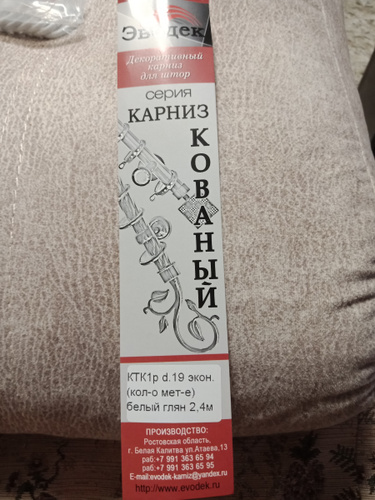 Эводек
Декоративный
карниз
для штор
серия
КАРНИЗ
КОВАНЫЙ
КТК1р d.19 экон.
(кол-о мет-е)
белый глян 2,4м
ПРОИЗВОДСТВО:
Ростовская область,
г. Белая Калитва ул.Атаева,13
раб:+7 991 363 65 94
раб:+7 991 363 65 95
E-mail:evodek-karniz@yandex.ru
http://www.evodek.ru